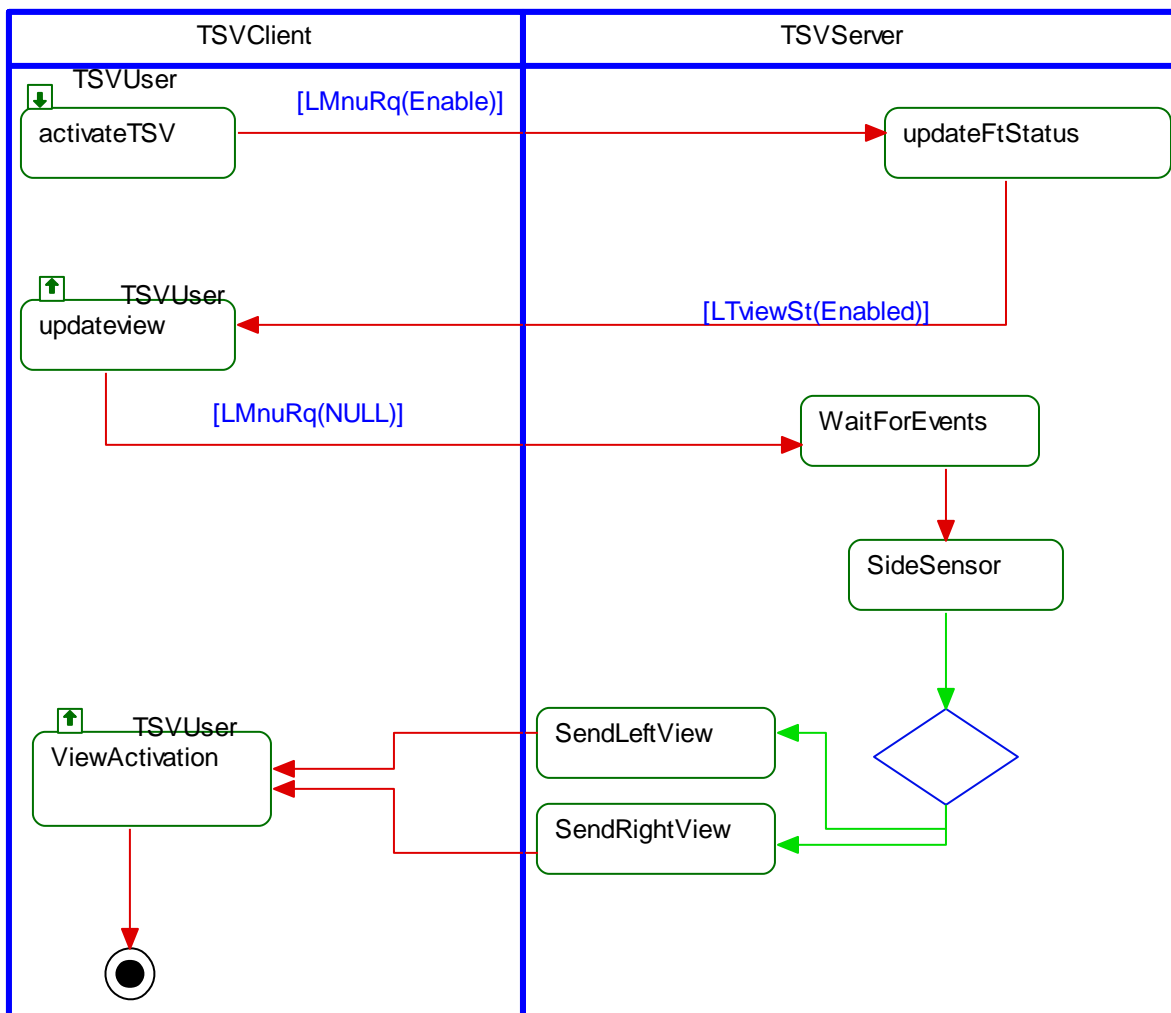 TSVClient
TSVServer
TSVUser
[LMnuRq(Enable)]
activateTSV
updateFtStatus
TSVUser
[LTviewSt(Enabled)]
updateview
[LMnuRq(NULL)]
WaitForEvents
SideSensor
TSVUser
SendLeftView
ViewActivation
SendRightView